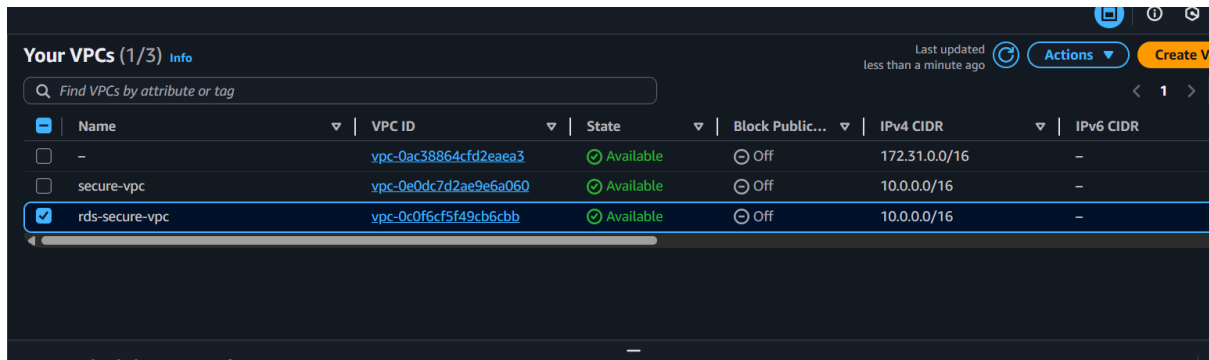 Your VPCs (1/3) Info
Last updated
less than a minute ago
Actions
Create V
Find VPCs by attribute or tag
1
Name VPC ID State Block Public... IPv4 CIDR IPv6 CIDR
– vpc-0ac38864cfd2eaea3 Available Off 172.31.0.0/16 –
secure-vpc vpc-0e0dc7d2ae9e6a060 Available Off 10.0.0.0/16 –
rds-secure-vpc vpc-0c0f6cf5f49cb6cbb Available Off 10.0.0.0/16 –